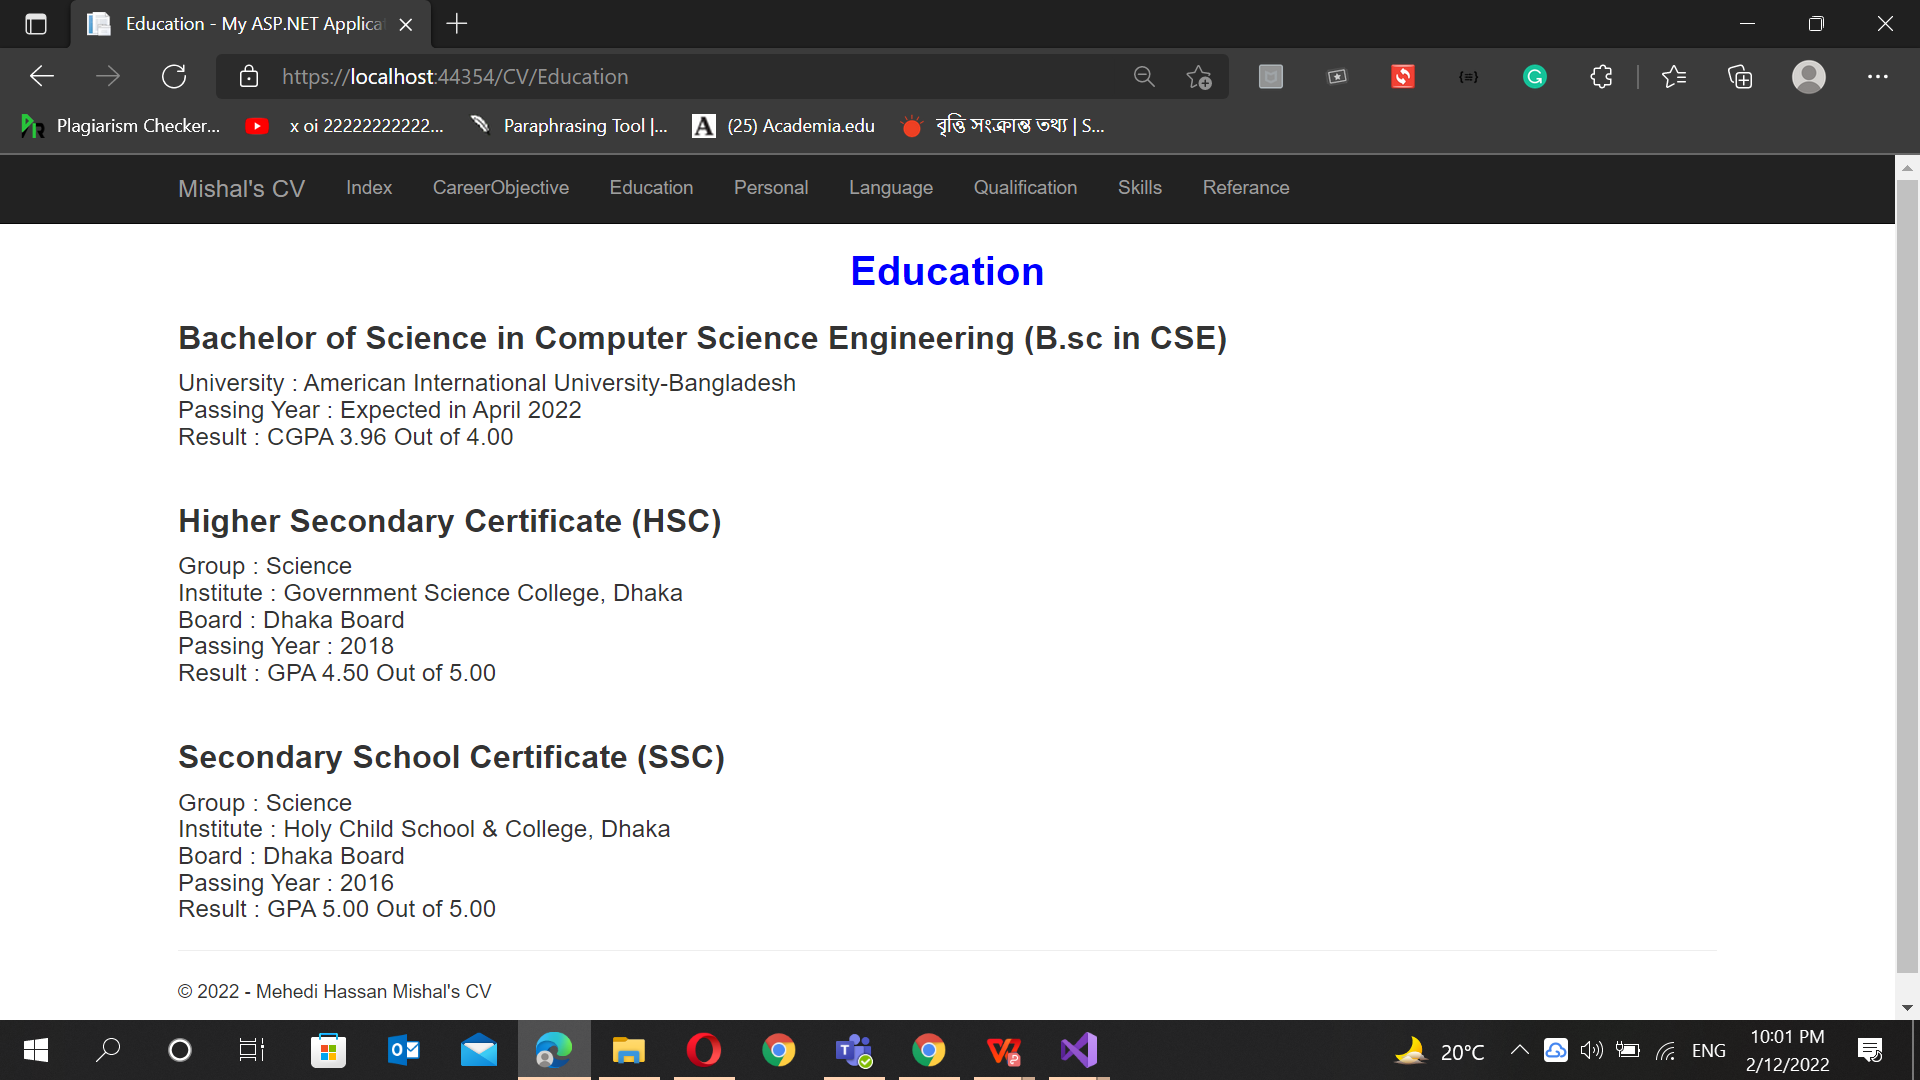 Education - My ASP.NET Applica
https://localhost:44354/CV/Education
Plagiarism Checker...
x oi 22222222222...
Paraphrasing Tool |...
A
(25) Academia.edu
বৃত্তি সংক্রান্ত তথ্য | S...
Mishal's CV
Index
CareerObjective
Education
Personal
Language
Qualification
Skills
Referance
Education
Bachelor of Science in Computer Science Engineering (B.sc in CSE)
University : American International University-Bangladesh
Passing Year : Expected in April 2022
Result : CGPA 3.96 Out of 4.00
Higher Secondary Certificate (HSC)
Group : Science
Institute : Government Science College, Dhaka
Board : Dhaka Board
Passing Year : 2018
Result : GPA 4.50 Out of 5.00
Secondary School Certificate (SSC)
Group : Science
Institute : Holy Child School & College, Dhaka
Board : Dhaka Board
Passing Year : 2016
Result : GPA 5.00 Out of 5.00
© 2022 - Mehedi Hassan Mishal's CV
20°C
ENG
10:01 PM
2/12/2022